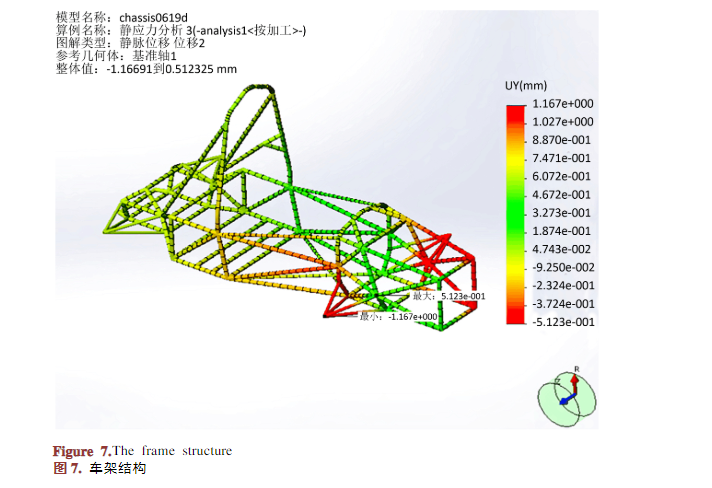 模型名称：chassis0619d
算例名称：静应力分析 3(-analysis1<按加工>-)
图解类型：静脉位移 位移2
参考几何体：基准轴1
整体值：-1.16691到0.512325 mm
UY(mm)
1.167e+000
1.027e+000
8.870e-001
7.471e-001
6.072e-001
4.672e-001
3.273e-001
1.874e-001
4.743e-002
-9.250e-002
-2.324e-001
-3.724e-001
-5.123e-001
最大：5.123e-001
最小：-1.167e+000
R
Z
Figure 7.The frame structure
图7. 车架结构